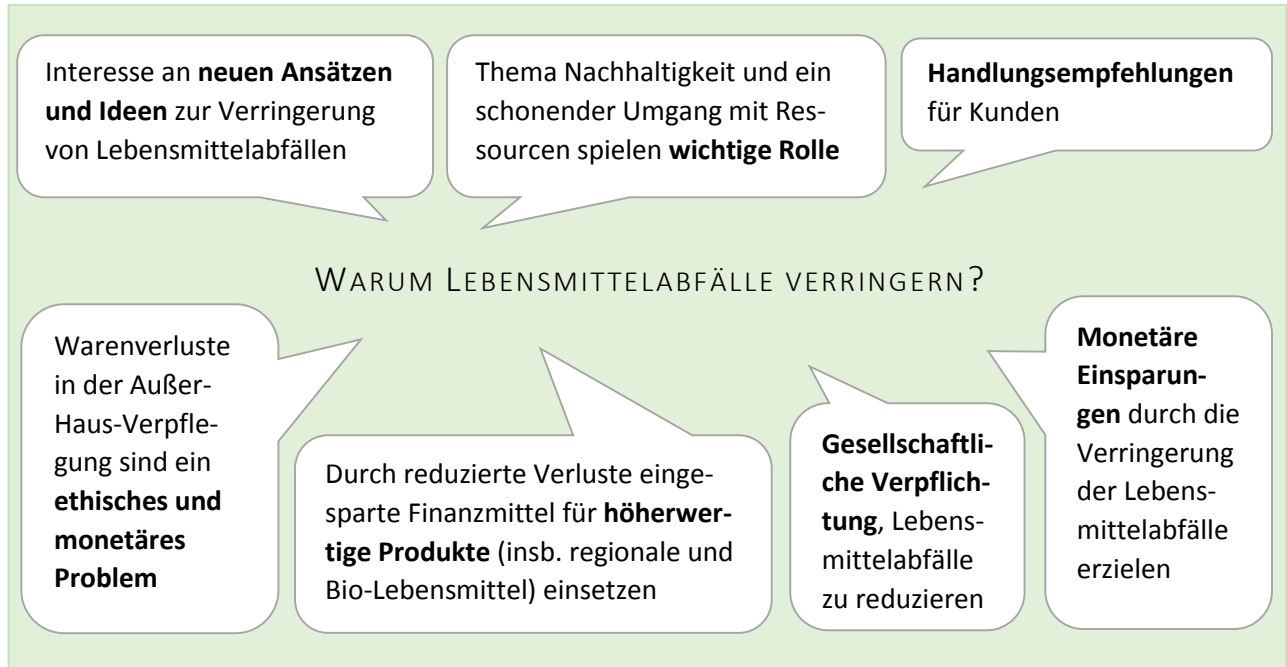 Interesse an neuen Ansätzen
und Ideen zur Verringerung
von Lebensmittelabfällen
Thema Nachhaltigkeit und ein
schonender Umgang mit Res-
sourcen spielen wichtige Rolle
Handlungsempfehlungen
für Kunden
WARUM LEBENSMITTELABFÄLLE VERRINGERN?
Warenverluste
in der Außer-
Haus-Verpfle-
gung sind ein
ethisches und
monetäres
Problem
Durch reduzierte Verluste einge-
sparte Finanzmittel für höherwer-
tige Produkte (insb. regionale und
Bio-Lebensmittel) einsetzen
Gesellschaftli-
che Verpflich-
tung, Lebens-
mittelabfälle
zu reduzieren
Monetäre
Einsparun-
gen durch die
Verringerung
der Lebens-
mittelabfälle
erzielen